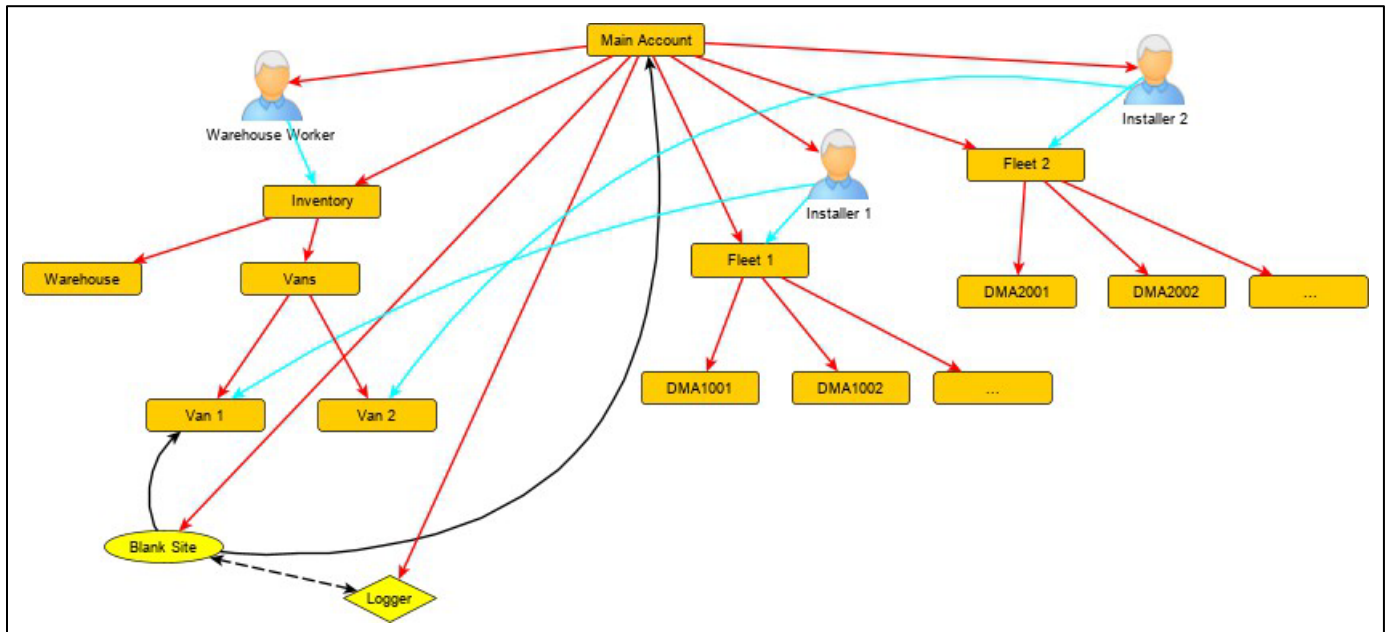 Main Account
Warehouse Worker
Installer 2
Inventory
Fleet 2
Installer 1
Warehouse
Vans
Fleet 1
DMA2001
DMA2002
...
DMA1001
DMA1002
...
Van 1
Van 2
Blank Site
Logger